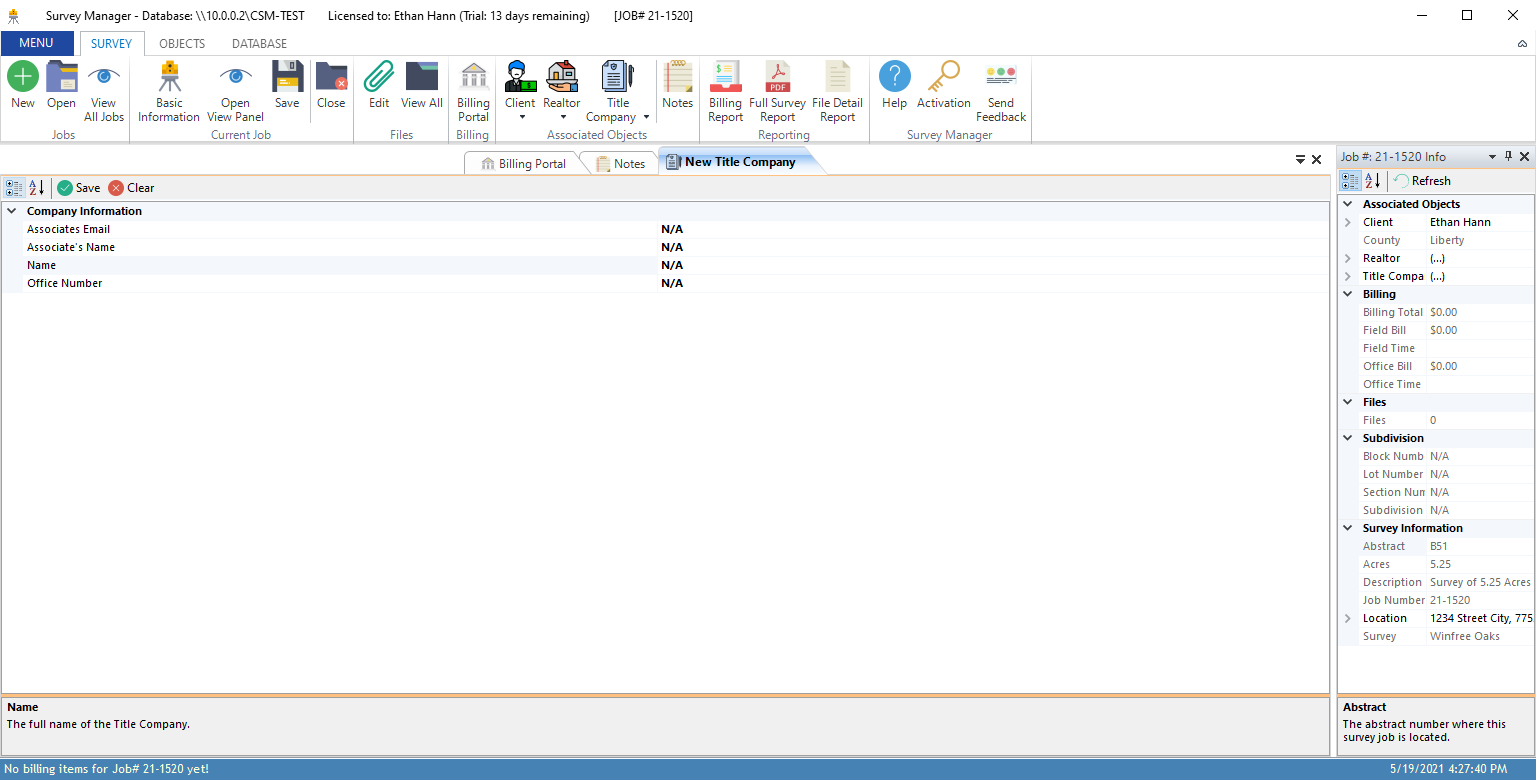 Survey Manager - Database: \\10.0.0.2\CSM-TEST Licensed to: Ethan Hann (Trial: 13 days remaining) [JOB# 21-1520]
MENU SURVEY OBJECTS DATABASE
New Open View All Jobs Basic Information Open View Panel Save Close Edit View All Billing Portal Client Realtor Title Company Notes Billing Report Full Survey Report File Detail Report Help Activation Send Feedback
Jobs Current Job Files Billing Associated Objects Reporting Survey Manager
Billing Portal Notes New Title Company
Save Clear
Company Information
Associates Email N/A
Associate's Name N/A
Name N/A
Office Number N/A
Name
The full name of the Title Company.
Job #: 21-1520 Info
Refresh
Associated Objects
Client Ethan Hann
County Liberty
Realtor (...)
Title Compa (...)
Billing
Billing Total $0.00
Field Bill $0.00
Field Time
Office Bill $0.00
Office Time
Files
Files 0
Subdivision
Block Numb N/A
Lot Number N/A
Section Num N/A
Subdivision N/A
Survey Information
Abstract B51
Acres 5.25
Description Survey of 5.25 Acres
Job Number 21-1520
Location 1234 Street City, 775
Survey Winfree Oaks
Abstract
The abstract number where this
survey job is located.
No billing items for Job# 21-1520 yet! 5/19/2021 4:27:40 PM